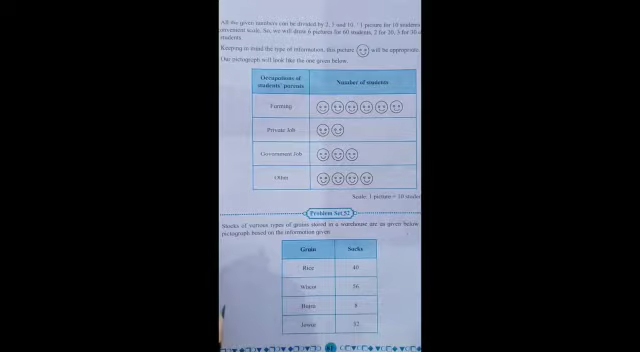 All the given numbers can be divided by 2, 5 and 10. '1 picture for 10 students
convenient scale. So, we will draw 6 pictures for 60 students, 2 for 20, 3 for 30
students.
Keeping in mind the type of information, this picture will be appropriate.
Our pictograph will look like the one given below.
Occupations of students' parents Number of students
Farming
Private Job
Government Job
Other
Scale: 1 picture = 10
Problem Set 32
Stocks of various types of grains stored in a warehouse are as given below
pictograph based on the information given.
Grain Sacks
Rice 40
Wheat
8
Jowar 32